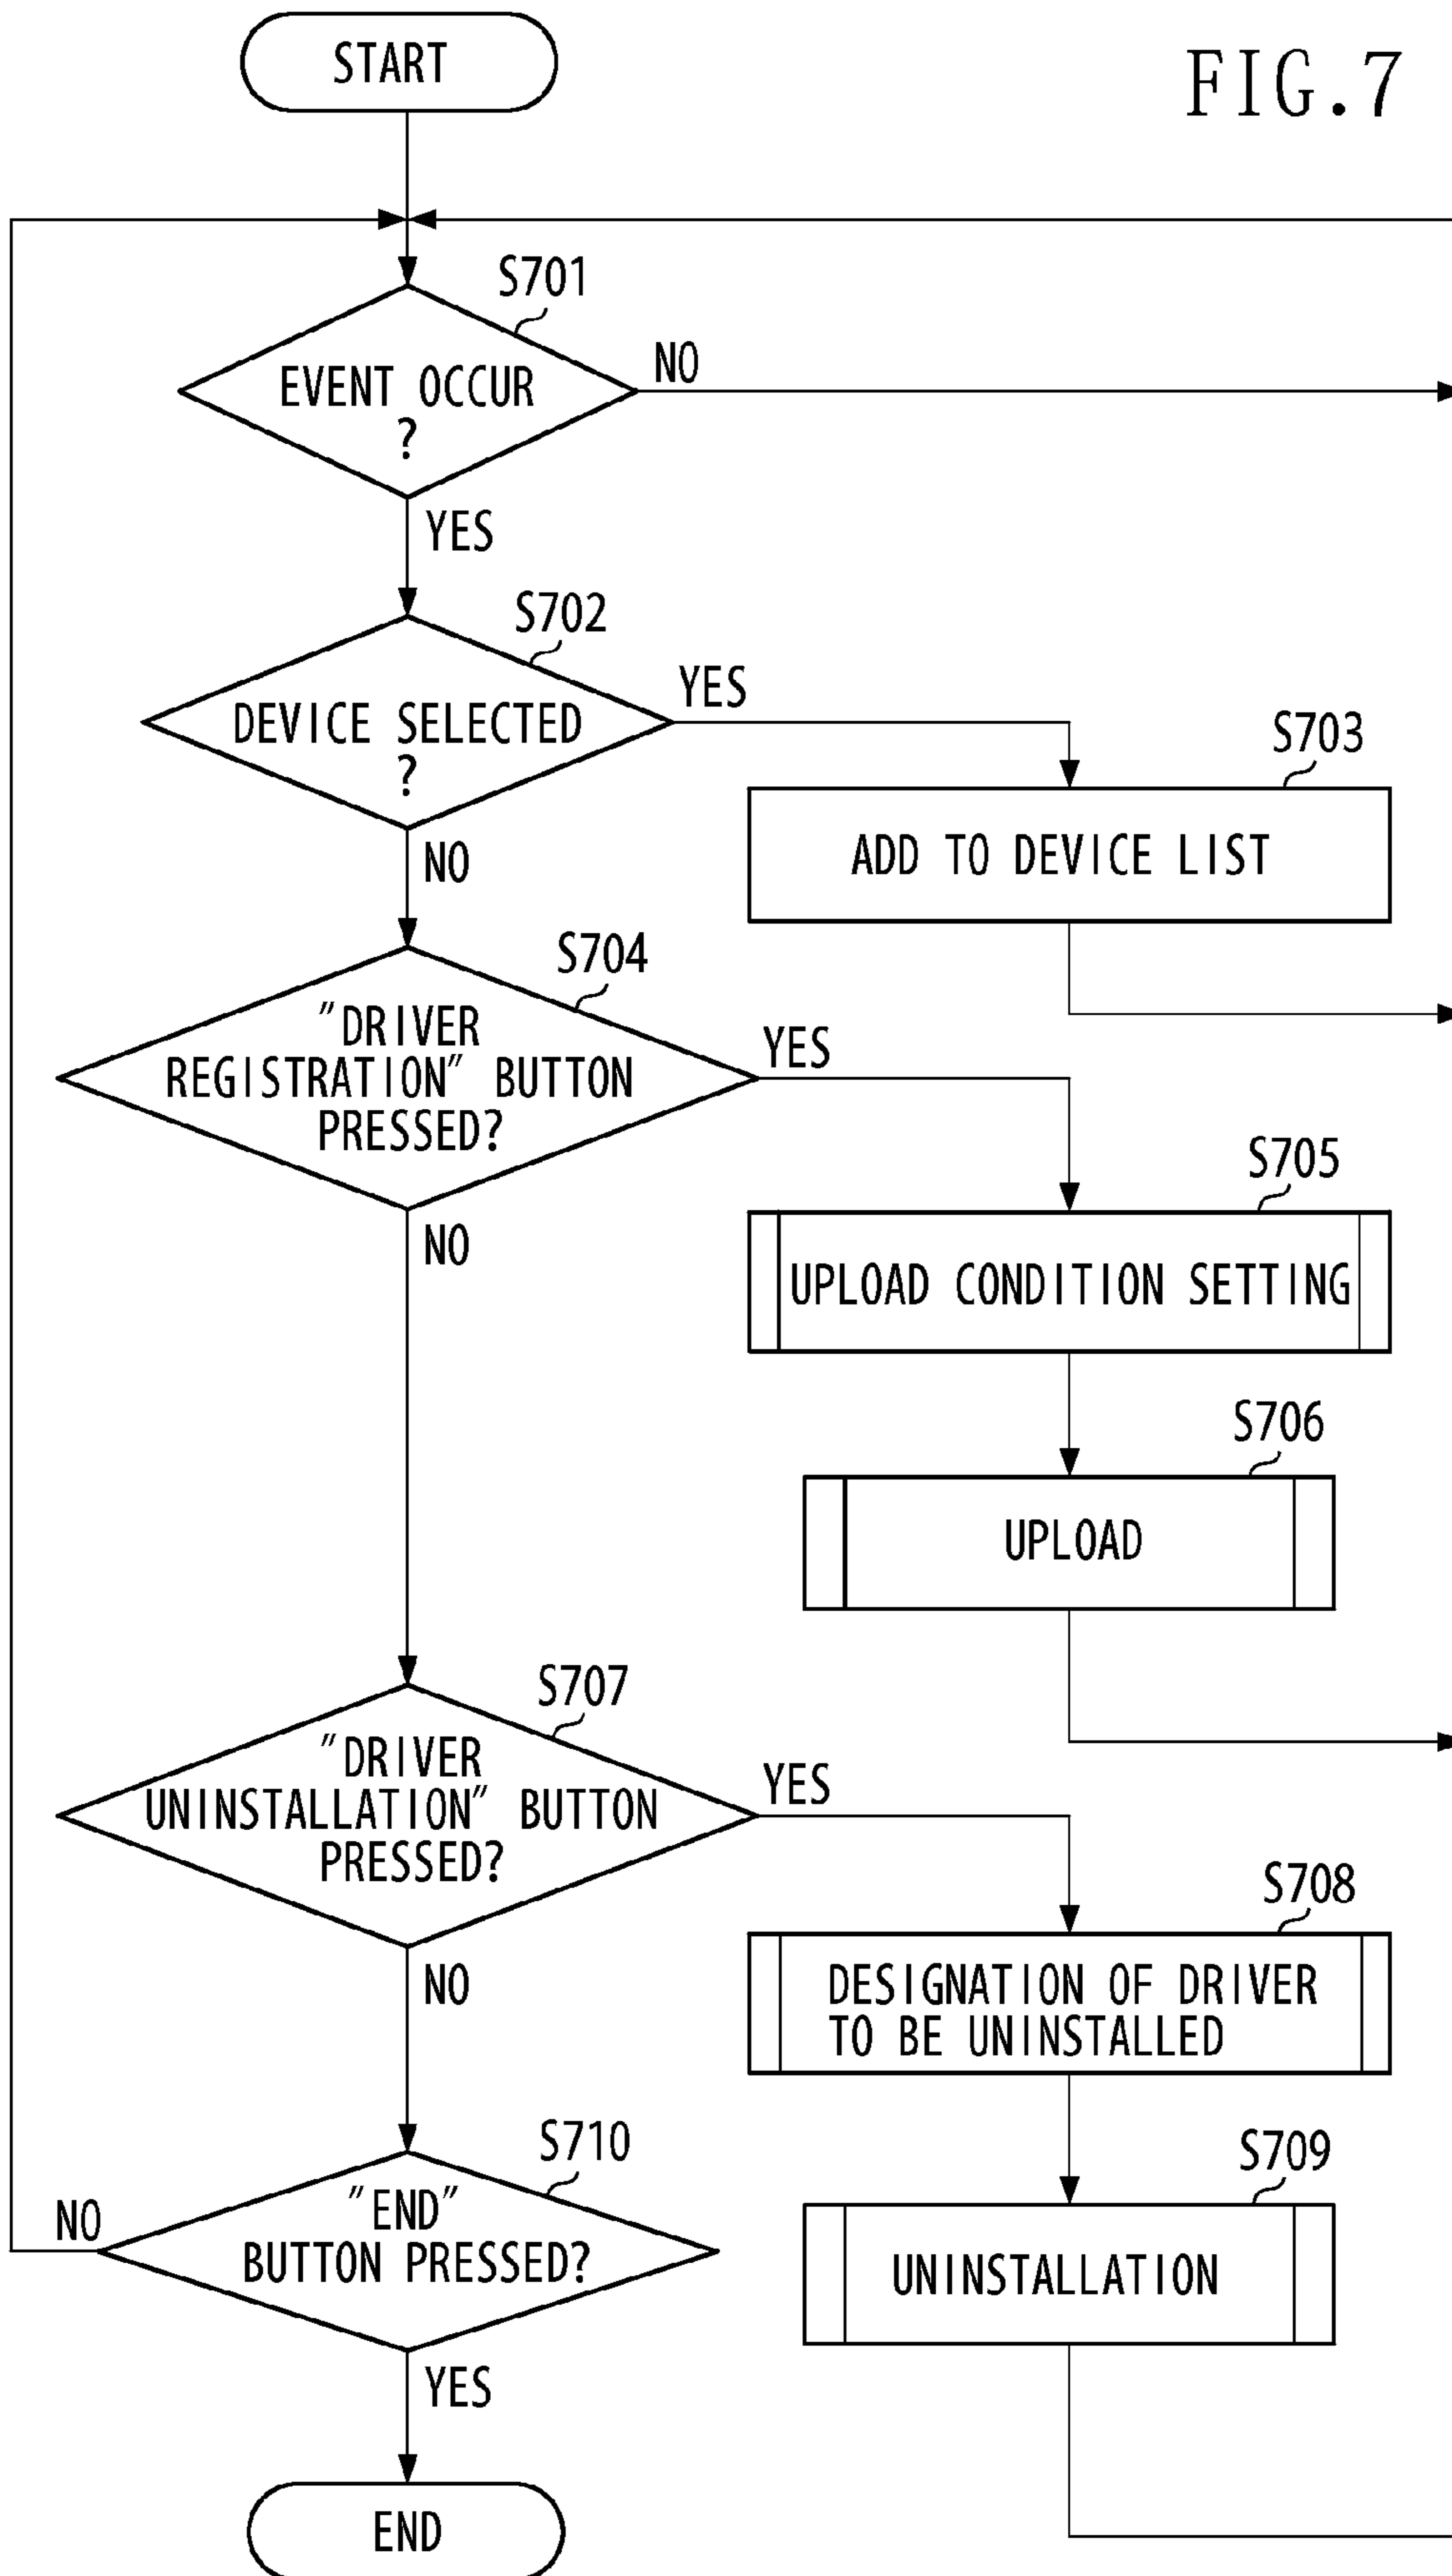 FIG.7
START
S701
EVENT OCCUR
?
NO
YES
S702
DEVICE SELECTED
?
YES
NO
S703
ADD TO DEVICE LIST
S704
"DRIVER
REGISTRATION" BUTTON
PRESSED?
YES
NO
S705
UPLOAD CONDITION SETTING
S706
UPLOAD
S707
"DRIVER
UNINSTALLATION" BUTTON
PRESSED?
YES
NO
S708
DESIGNATION OF DRIVER
TO BE UNINSTALLED
S709
UNINSTALLATION
S710
"END"
BUTTON PRESSED?
NO
YES
END